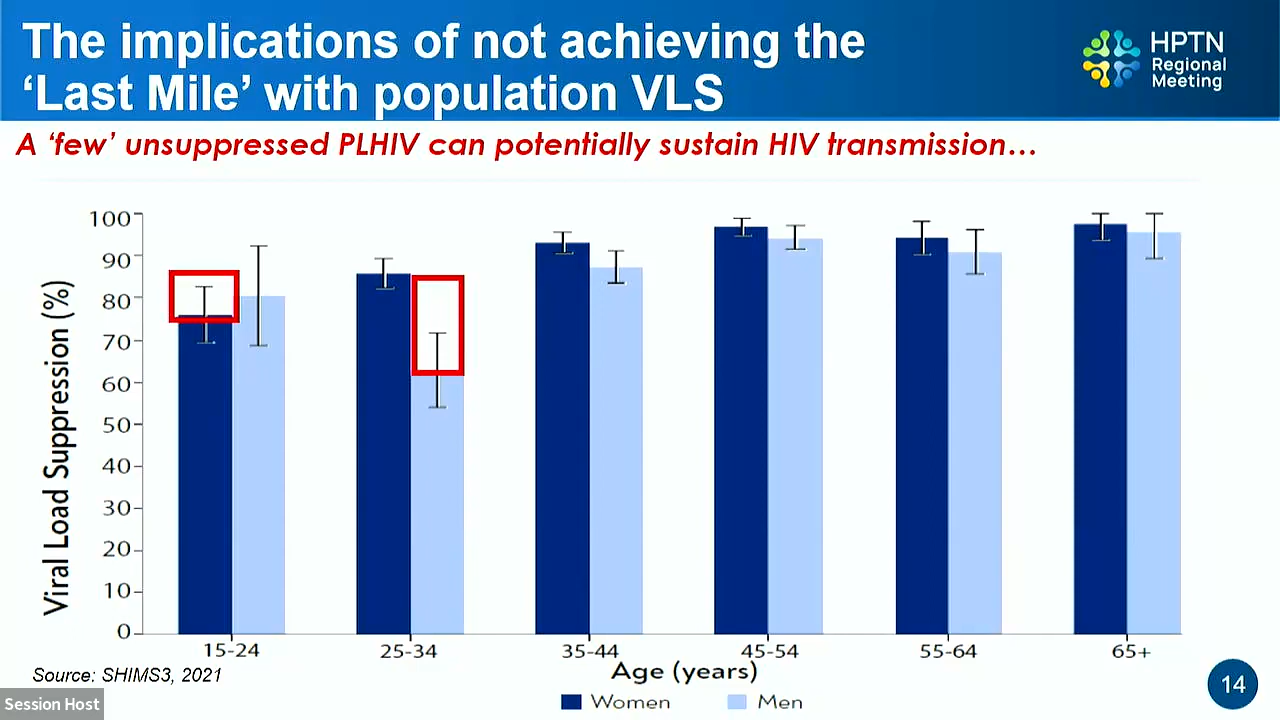 The implications of not achieving the
‘Last Mile’ with population VLS
HPTN
Regional
Meeting
A ‘few’ unsuppressed PLHIV can potentially sustain HIV transmission…
Viral Load Suppression (%)
100
90
80
70
60
50
40
30
20
10
0
15-24
25-34
35-44
45-54
55-64
65+
Age (years)
Women
Men
Source: SHIMS3, 2021
14
Session Host